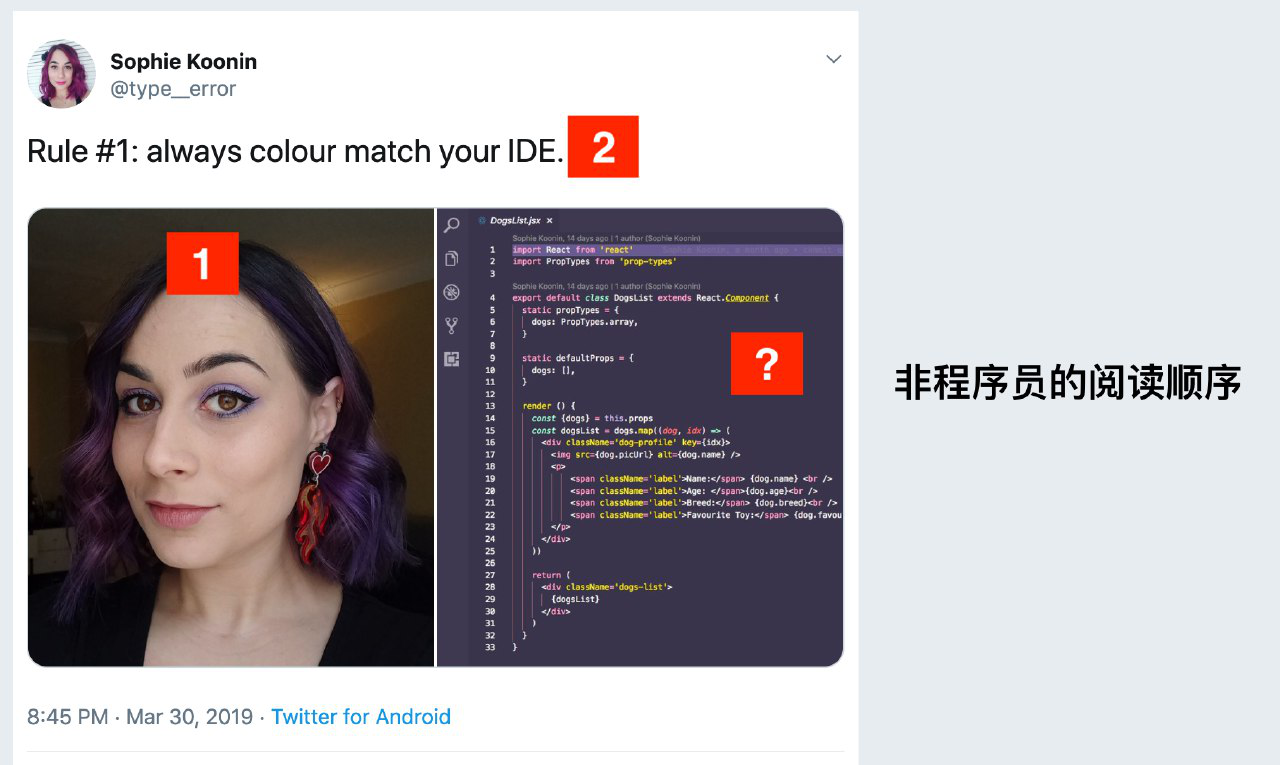 Sophie Koonin
@type__error
Rule #1: always colour match your IDE.
2
1
DogsList.jsx ×
Sophie Koonin, 14 days ago | 1 author (Sophie Koonin)
1 import React from 'react' Sophie Koonin, a month ago • commit
2 import PropTypes from 'prop-types'
3
Sophie Koonin, 14 days ago | 1 author (Sophie Koonin)
4 export default class DogsList extends React.Component {
5 static propTypes = {
6 dogs: PropTypes.array,
7 }
8
9 static defaultProps = {
10 dogs: [],
11 }
12
13 render () {
14 const {dogs} = this.props
15 const dogsList = dogs.map((dog, idx) => (
16 <div className='dog-profile' key={idx}>
17 <img src={dog.picUrl} alt={dog.name} />
18 <p>
19 <span className='label'>Name:</span> {dog.name} <br />
20 <span className='label'>Age: </span>{dog.age}<br />
21 <span className='label'>Breed:</span> {dog.breed}<br />
22 <span className='label'>Favourite Toy:</span> {dog.favou
23 </p>
24 </div>
25 ))
26
27 return (
28 <div className='dogs-list'>
29 {dogsList}
30 </div>
31 )
32 }
33 }
?
非程序员的阅读顺序
8:45 PM · Mar 30, 2019 · Twitter for Android